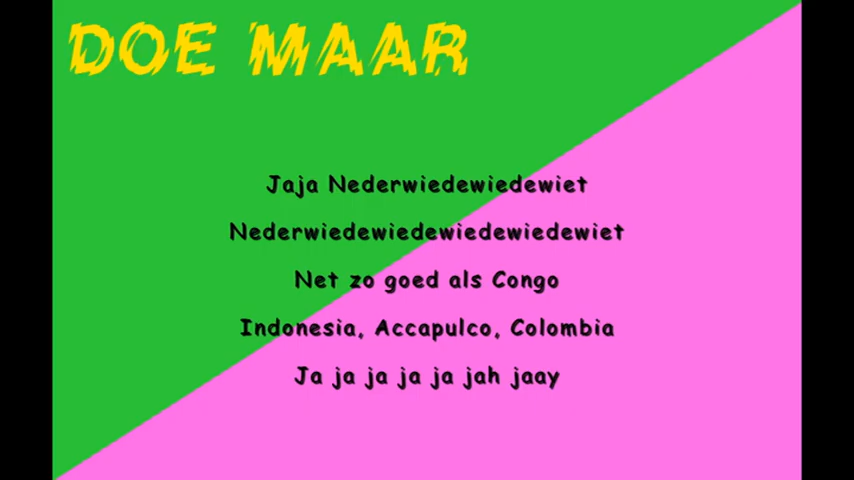 DOE MAAR
Jaja Nederwiedewiedewiet
Nederwiedewiedewiedewiedewiet
Net zo goed als Congo
Indonesia, Accapulco, Colombia
Ja ja ja ja ja jah jaay